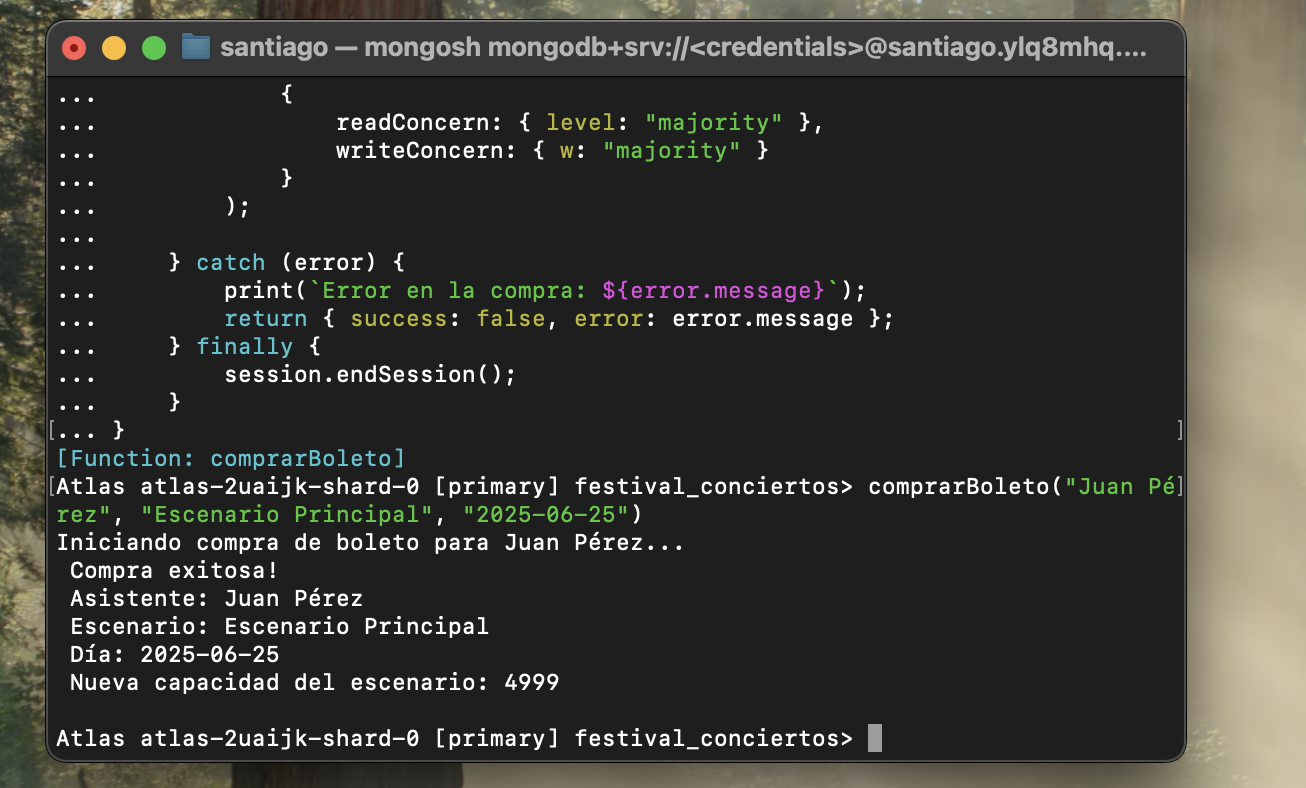 santiago — mongosh mongodb+srv://<credentials>@santiago.ylq8mhq....
...             {
...                 readConcern: { level: "majority" },
...                 writeConcern: { w: "majority" }
...             }
...         );
...
...     } catch (error) {
...         print(`Error en la compra: ${error.message}`);
...         return { success: false, error: error.message };
...     } finally {
...         session.endSession();
...     }
[... }                                                                            ]
[Function: comprarBoleto]
[Atlas atlas-2uaijk-shard-0 [primary] festival_conciertos> comprarBoleto("Juan Pé]
rez", "Escenario Principal", "2025-06-25")
Iniciando compra de boleto para Juan Pérez...
 Compra exitosa!
 Asistente: Juan Pérez
 Escenario: Escenario Principal
 Día: 2025-06-25
 Nueva capacidad del escenario: 4999
Atlas atlas-2uaijk-shard-0 [primary] festival_conciertos>